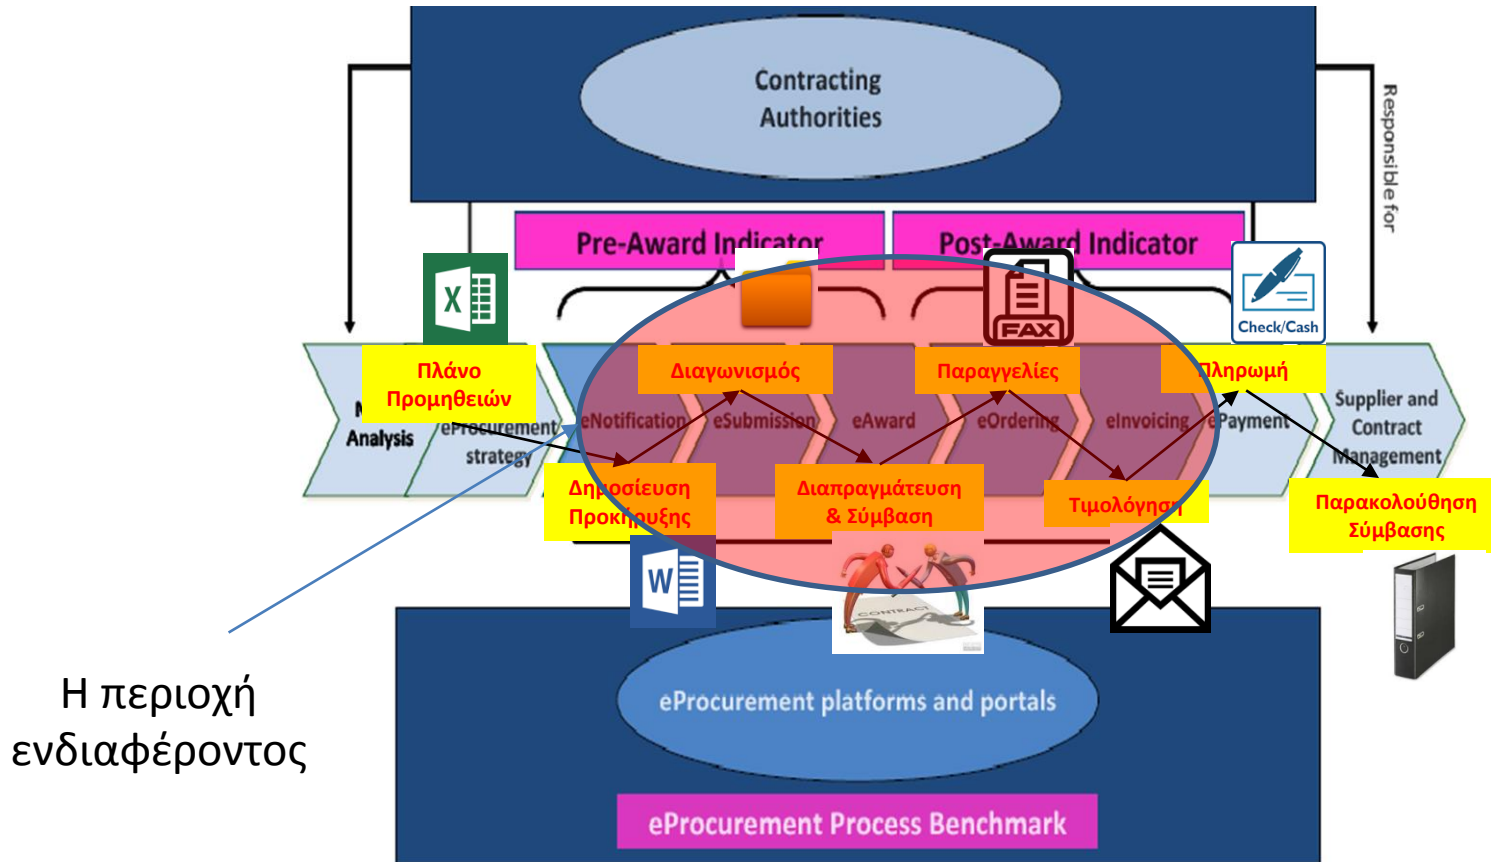 Contracting
Authorities
Responsible for
Pre-Award Indicator
Post-Award Indicator
X
FAX
Check/Cash
Πλάνο
Προμηθειών
Διαγωνισμός
Παραγγελίες
Πληρωμή
Analysis
eProcurement
strategy
eNotification
eSubmission
eAward
eOrdering
eInvoicing
ePayment
Supplier and
Contract
Management
Δημοσίευση
Προκήρυξης
Διαπραγμάτευση
& Σύμβαση
Τιμολόγηση
Παρακολούθηση
Σύμβασης
W
CONTRACT
Η περιοχή
ενδιαφέροντος
eProcurement platforms and portals
eProcurement Process Benchmark